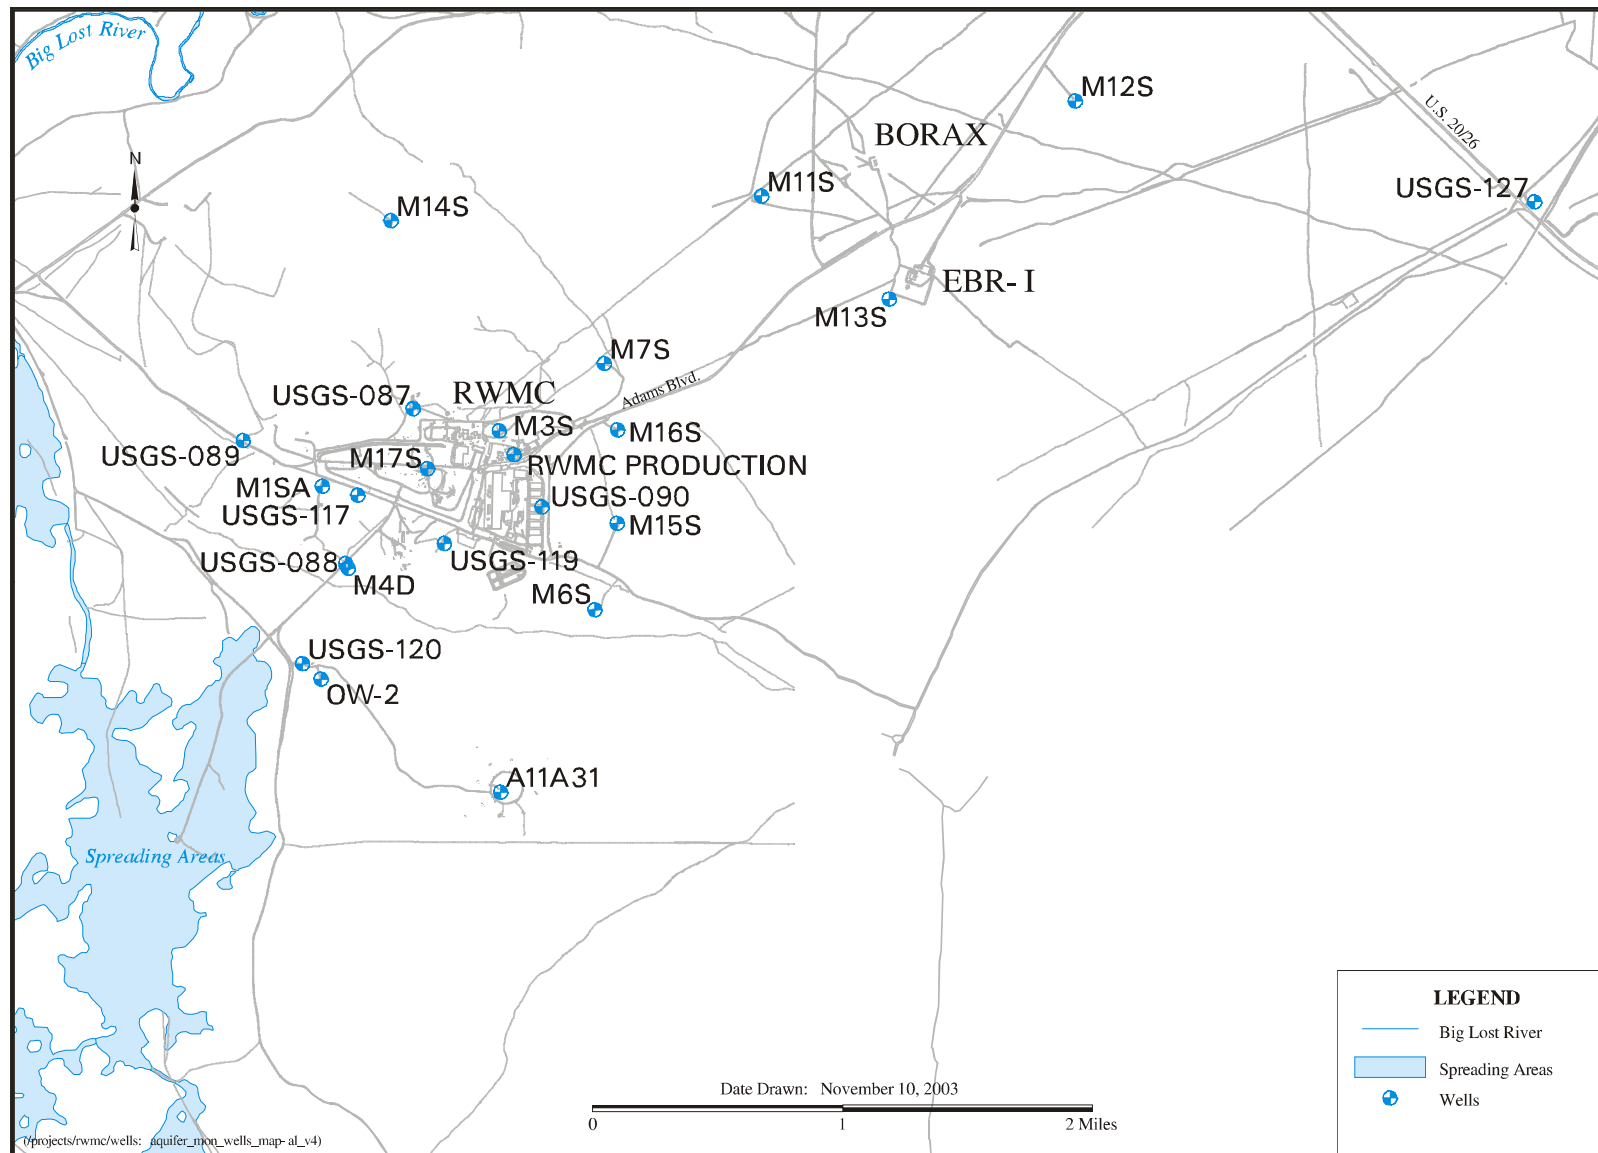 Big Lost River
M12S
U.S. 20/26
BORAX
N
M11S
USGS-127
M14S
EBR- I
M13S
M7S
Adams Blvd.
USGS-087
RWMC
M3S
M16S
USGS-089
M17S
RWMC PRODUCTION
M1SA
USGS-090
USGS-117
M15S
USGS-088
USGS-119
M4D
M6S
USGS-120
OW-2
A11A31
Spreading Areas
LEGEND
Big Lost River
Spreading Areas
Wells
Date Drawn: November 10, 2003
0 1 2 Miles
(/projects/rwmc/wells: aquifer_mon_wells_map- al_v4)